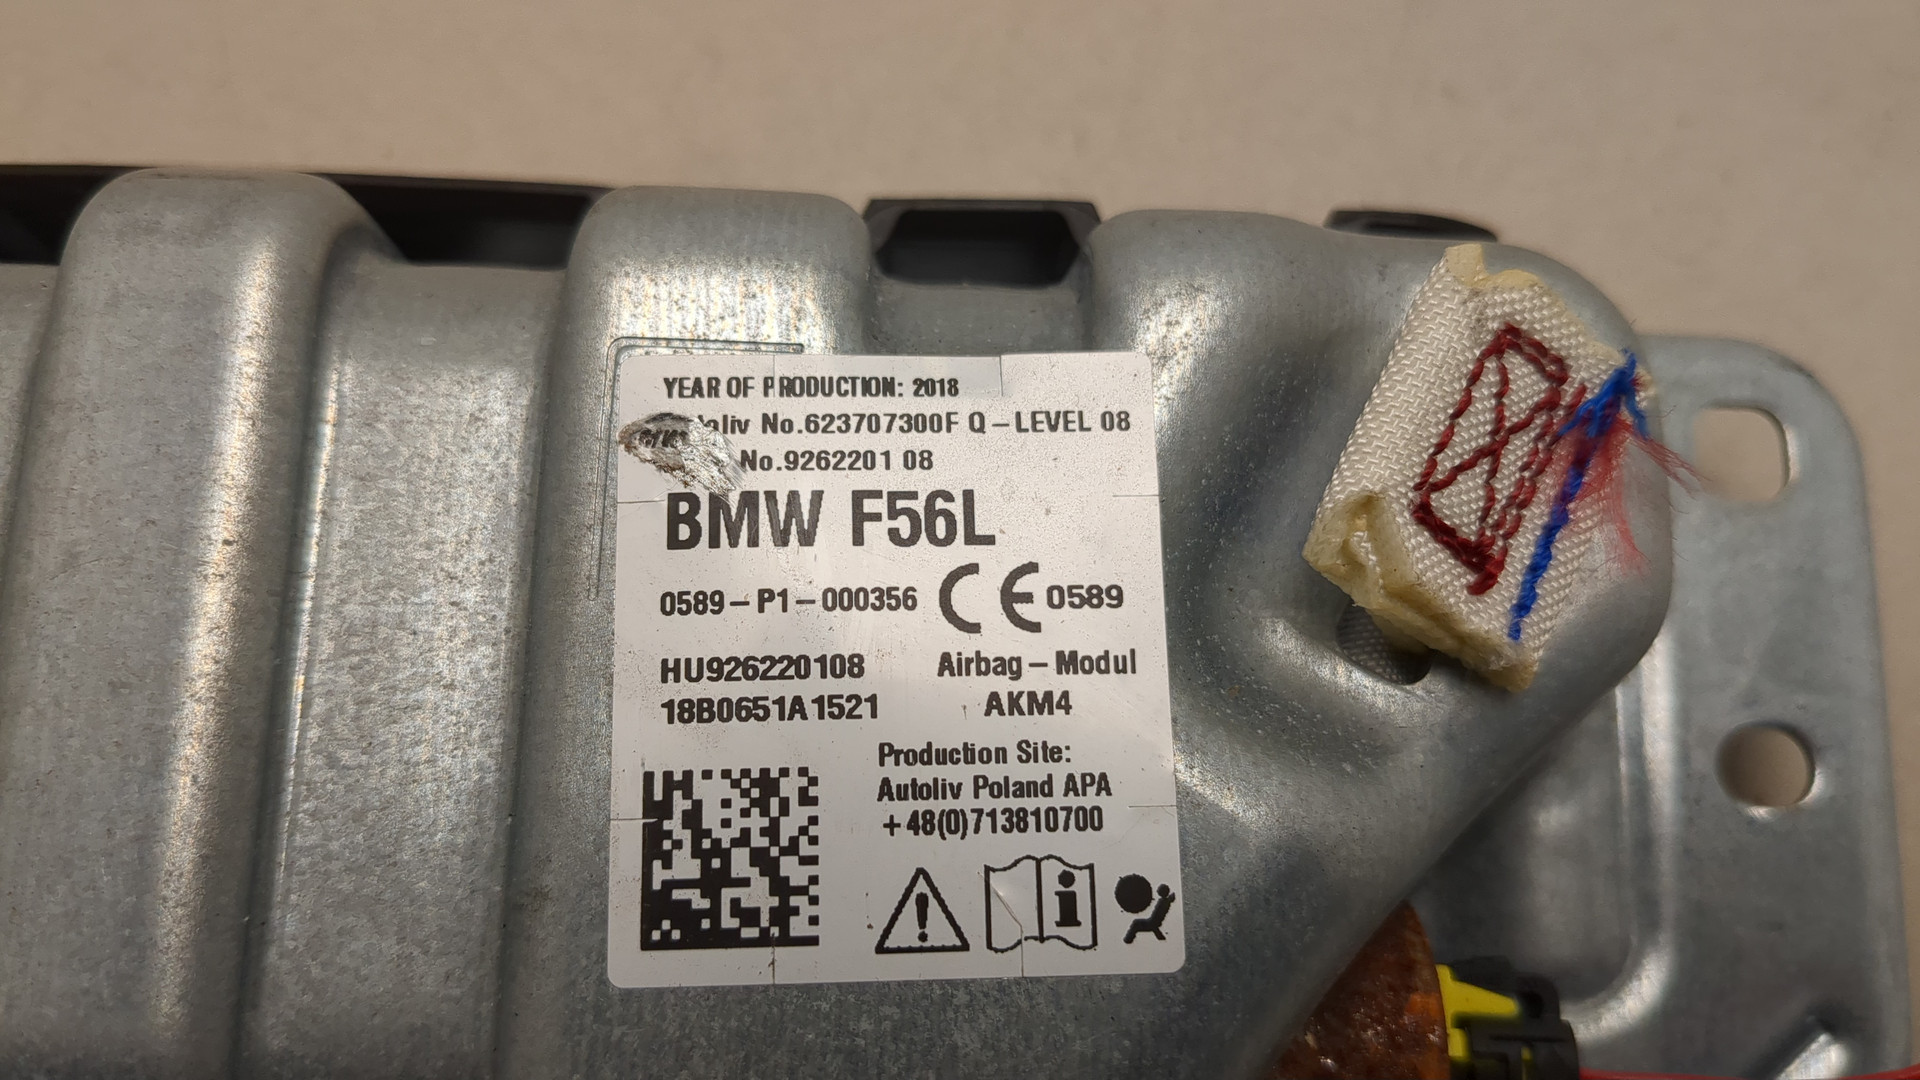 YEAR OF PRODUCTION: 2018
No.623707300F Q-LEVEL 08
No.9262201 08
BMW F56L
0589-P1-000356 CE 0589
HU926220108 Airbag-Modul
18B0651A1521 AKM4
Production Site:
Autoliv Poland APA
+48(0)713810700